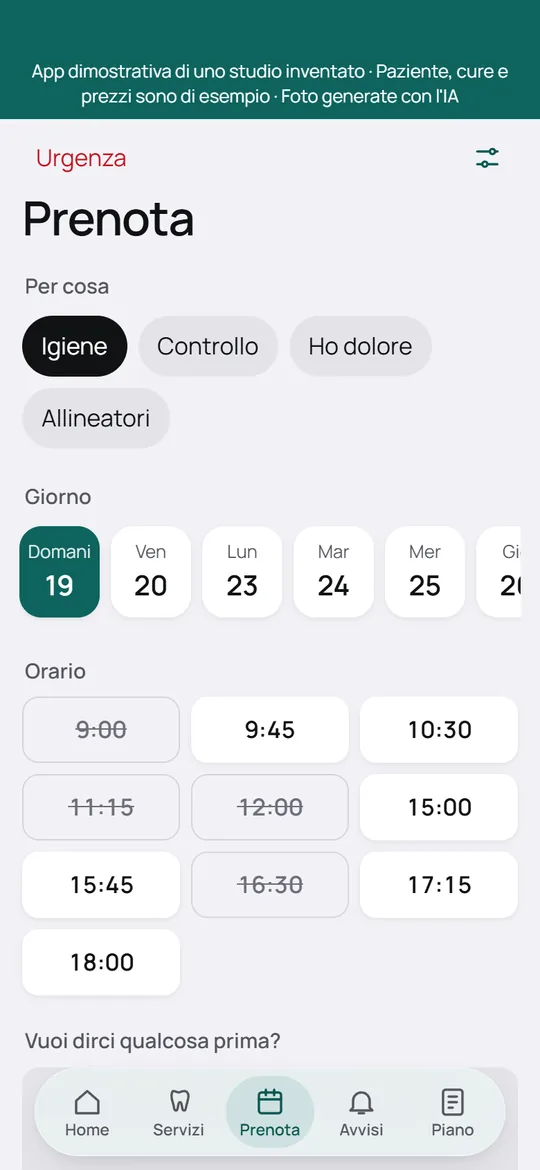 App dimostrativa di uno studio inventato · Paziente, cure e
prezzi sono di esempio · Foto generate con l'IA
Urgenza
Prenota
Per cosa
Igiene Controllo Ho dolore
Allineatori
Giorno
Domani Ven Lun Mar Mer
19 20 23 24 25
Orario
9:00 9:45 10:30
11:15 12:00 15:00
15:45 16:30 17:15
18:00
Vuoi dirci qualcosa prima?
Home Servizi Prenota Avvisi Piano